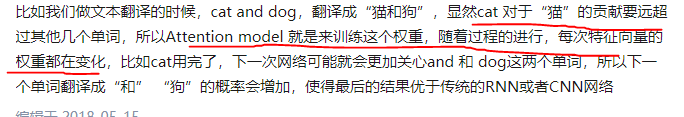 比如我们做文本翻译的时候，cat and dog，翻译成“猫和狗”，显然cat 对于“猫”的贡献要远超
过其他几个单词，所以Attention model 就是来训练这个权重，随着过程的进行，每次特征向量的
权重都在变化，比如cat用完了，下一次网络可能就会更加关心and 和 dog这两个单词，所以下一
个单词翻译成“和” “狗”的概率会增加，使得最后的结果优于传统的RNN或者CNN网络
编辑于 2018-05-15